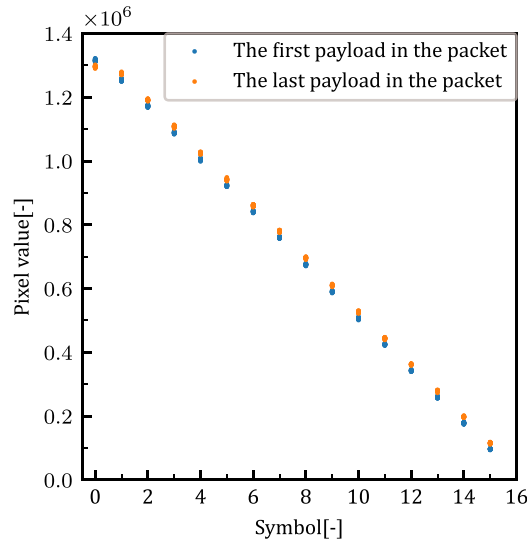 ×10⁶
1.4
The first payload in the packet
The last payload in the packet
1.2
1.0
0.8
0.6
0.4
0.2
0.0
Pixel value[-]
0 2 4 6 8 10 12 14 16
Symbol[-]